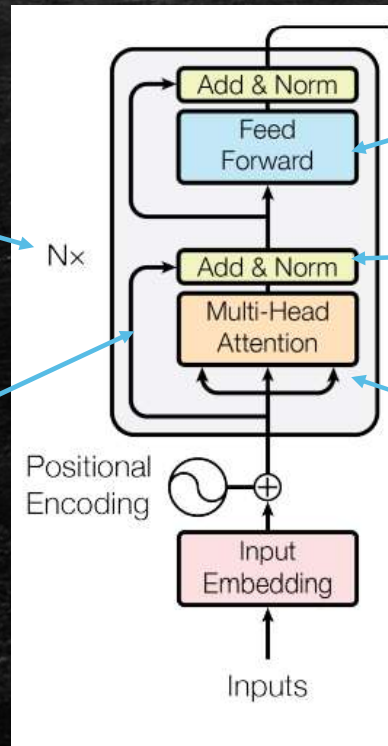 Add & Norm
Feed
Forward
N×
Add & Norm
Multi-Head
Attention
Positional
Encoding
Input
Embedding
Inputs